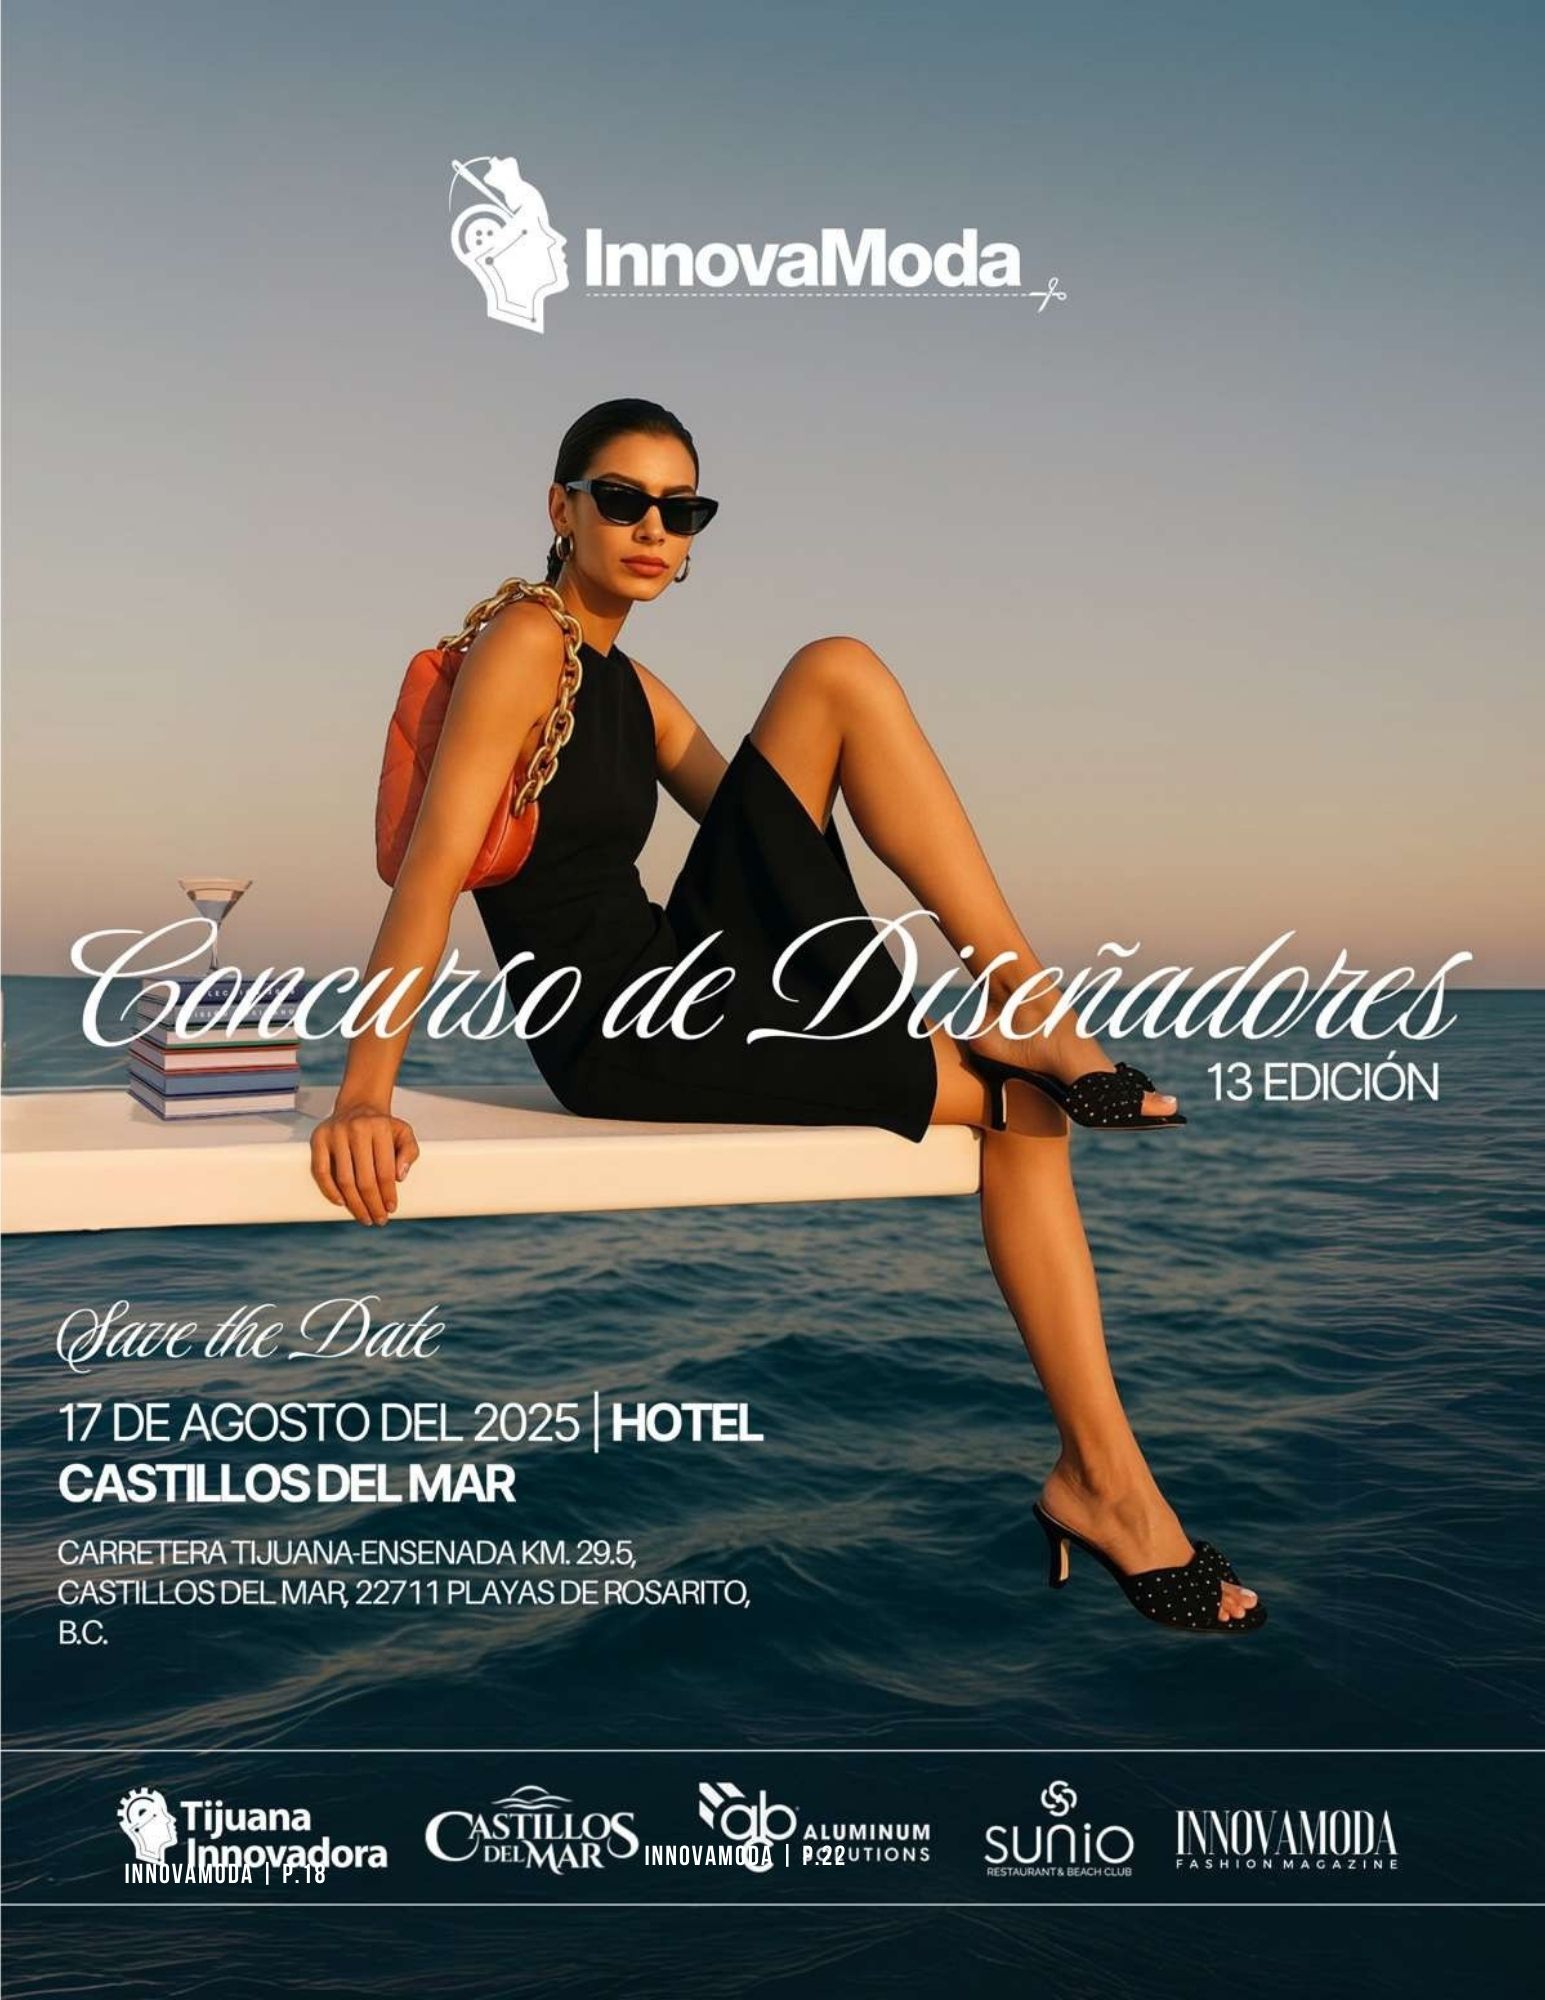 InnovaModa
Concurso de Diseñadores
13 EDICIÓN
Save the Date
17 DE AGOSTO DEL 2025 | HOTEL
CASTILLOS DEL MAR
CARRETERA TIJUANA-ENSENADA KM. 29.5,
CASTILLOS DEL MAR, 22711 PLAYAS DE ROSARITO,
B.C.
Tijuana
Innovadora
INNOVAMODA | P.18
CASTILLOS
DEL MAR
INNOVAMODA | P.22
abc
ALUMINUM
SOLUTIONS
sunio
RESTAURANT & BEACH CLUB
INNOVAMODA
FASHION MAGAZINE